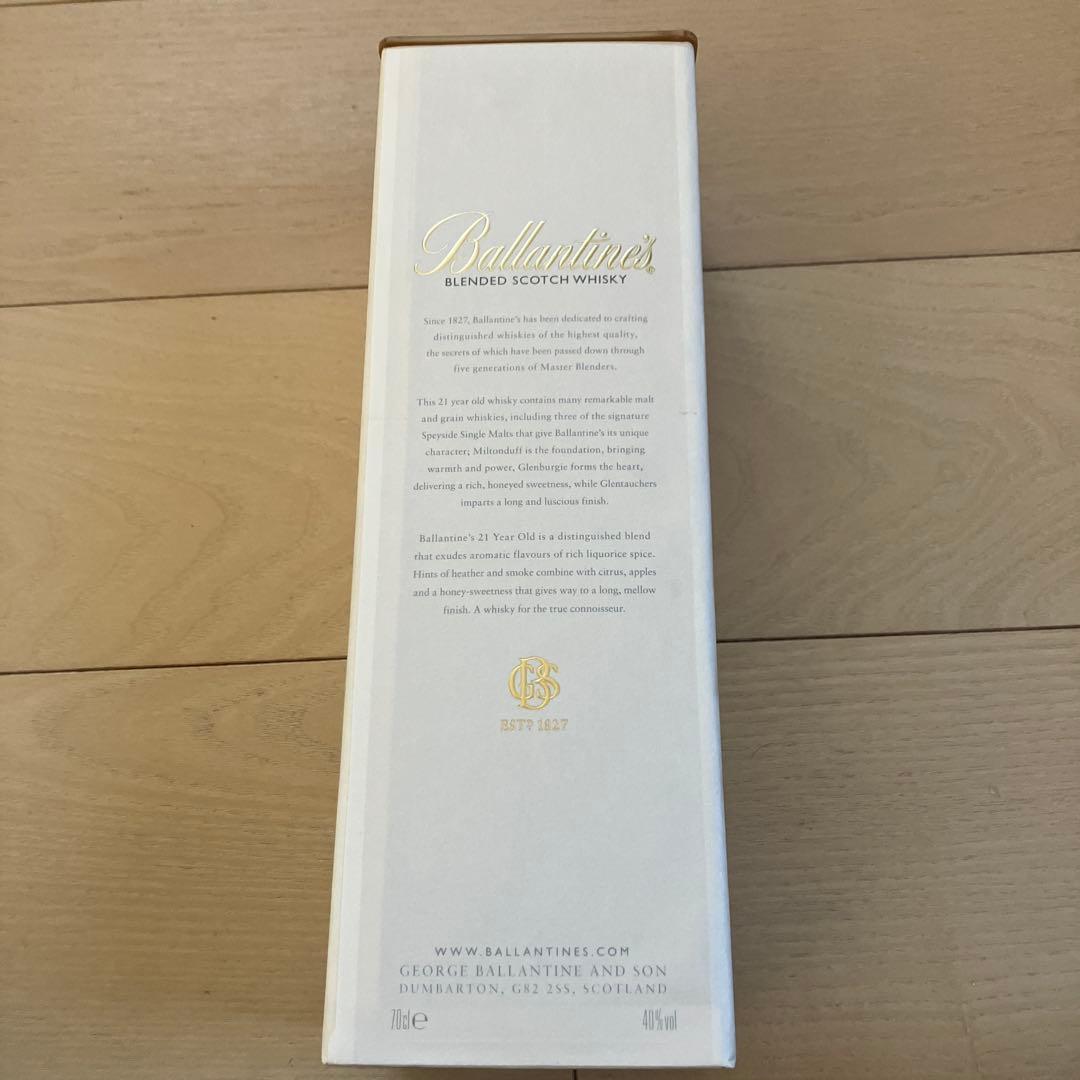 Ballantine's
BLENDED SCOTCH WHISKY
Since 1827, Ballantine's has been dedicated to crafting
distinguished whiskies of the highest quality,
the secrets of which have been passed down through
five generations of Master Blenders.
This 21 year old whisky contains many remarkable malt
and grain whiskies, including three of the signature
Speyside Single Malts that give Ballantine's its unique
character; Miltonduff is the foundation, bringing
warmth and power, Glenburgie forms the heart,
delivering a rich, honeyed sweetness, while Glentauchers
imparts a long and luscious finish.
Ballantine's 21 Year Old is a distinguished blend
that exudes aromatic flavours of rich liquorice spice.
Hints of heather and smoke combine with citrus, apples
and a honey-sweetness that gives way to a long, mellow
finish. A whisky for the true connoisseur.
GBS
ESTD 1827
WWW.BALLANTINES.COM
GEORGE BALLANTINE AND SON
DUMBARTON, G82 2SS, SCOTLAND
70cl e 40%vol